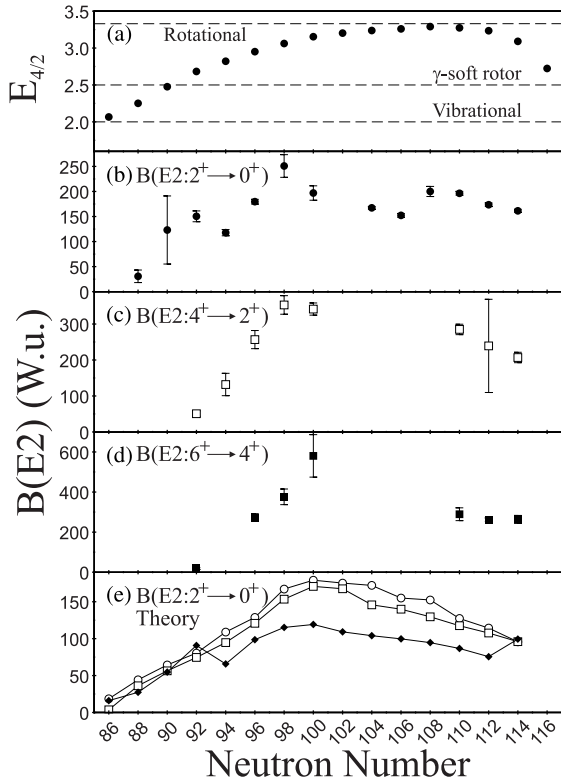 (a)
Rotational
γ-soft rotor
Vibrational
E4/2
3.5
3.0
2.5
2.0
(b) B(E2:2+→0+)
250
200
150
100
50
0
(c) B(E2:4+→2+)
300
200
100
0
(d) B(E2:6+→4+)
600
400
200
0
(e) B(E2:2+→0+)
Theory
150
100
50
0
B(E2) (W.u.)
86 88 90 92 94 96 98 100 102 104 106 108 110 112 114 116
Neutron Number